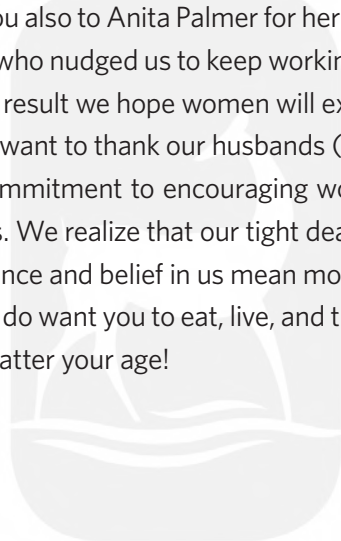 ou also to Anita Palmer for her
who nudged us to keep workin
result we hope women will ex
want to thank our husbands (
mmitment to encouraging wo
s. We realize that our tight dea
nce and belief in us mean mo
do want you to eat, live, and t
atter your age!